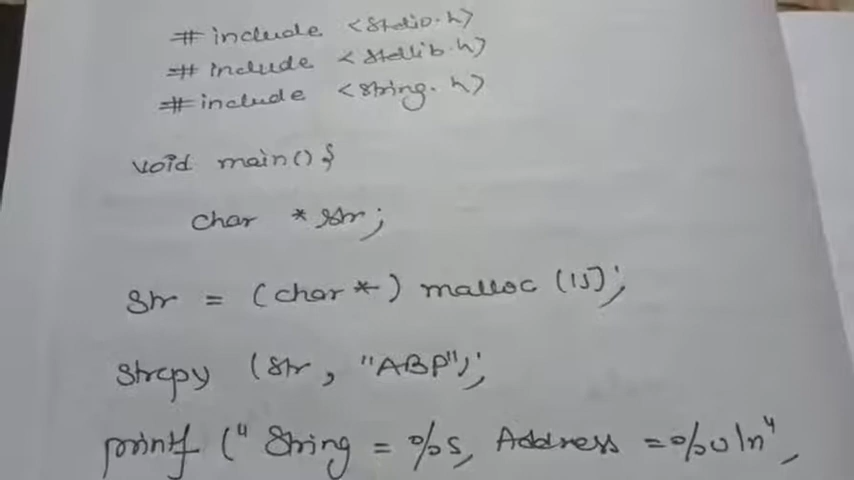 #include <stdio.h>
#include <stdlib.h>
#include <string.h>
void main(){
char *str;
str = (char*) malloc (15);
strcpy (str, "ABP");
printf ("String = %s, Address = %u\n",